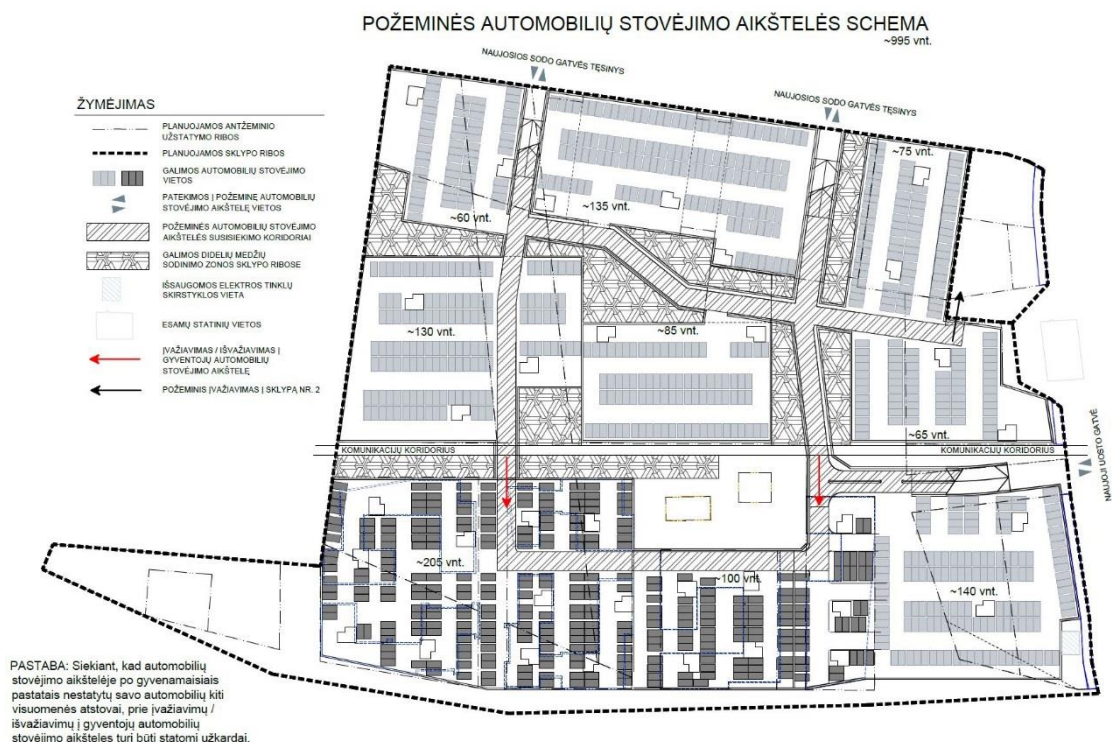 POŽEMINĖS AUTOMOBILIŲ STOVĖJIMO AIKŠTELĖS SCHEMA
~995 vnt.
NAUJOSIOS SODO GATVĖS TĘSINYS
NAUJOSIOS SODO GATVĖS TĘSINYS
ŽYMĖJIMAS
PLANUOJAMOS ANTŽEMINIO
UŽSTATYMO RIBOS
PLANUOJAMOS SKLYPO RIBOS
GALIMOS AUTOMOBILIŲ STOVĖJIMO
VIETOS
PATEKIMOS Į POŽEMINĘ AUTOMOBILIŲ
STOVĖJIMO AIKŠTELĘ VIETOS
POŽEMINĖS AUTOMOBILIŲ STOVĖJIMO
AIKŠTELĖS SUSISIEKIMO KORIDORIAI
GALIMOS DIDELIŲ MEDŽIŲ
SODINIMO ZONOS SKLYPO RIBOSE
IŠSAUGOMOS ELEKTROS TINKLŲ
SKIRSTYKLOS VIETA
ESAMŲ STATINIŲ VIETOS
ĮVAŽIAVIMAS / IŠVAŽIAVIMAS Į
GYVENTOJŲ AUTOMOBILIŲ
STOVĖJIMO AIKŠTELĘ
POŽEMINIS ĮVAŽIAVIMAS Į SKLYPĄ NR. 2
~75 vnt.
~60 vnt.
~135 vnt.
~130 vnt.
~85 vnt.
~65 vnt.
KOMUNIKACIJŲ KORIDORIUS
KOMUNIKACIJŲ KORIDORIUS
NAUJOJI UOSTO GATVĖ
~205 vnt.
~100 vnt.
~140 vnt.
PASTABA: Siekiant, kad automobilių
stovėjimo aikštelėje po gyvenamaisiais
pastatais nestatytų savo automobilių kiti
visuomenės atstovai, prie įvažiavimų /
išvažiavimų į gyventojų automobilių
stovėjimo aikšteles turi būti statomi užkardai.